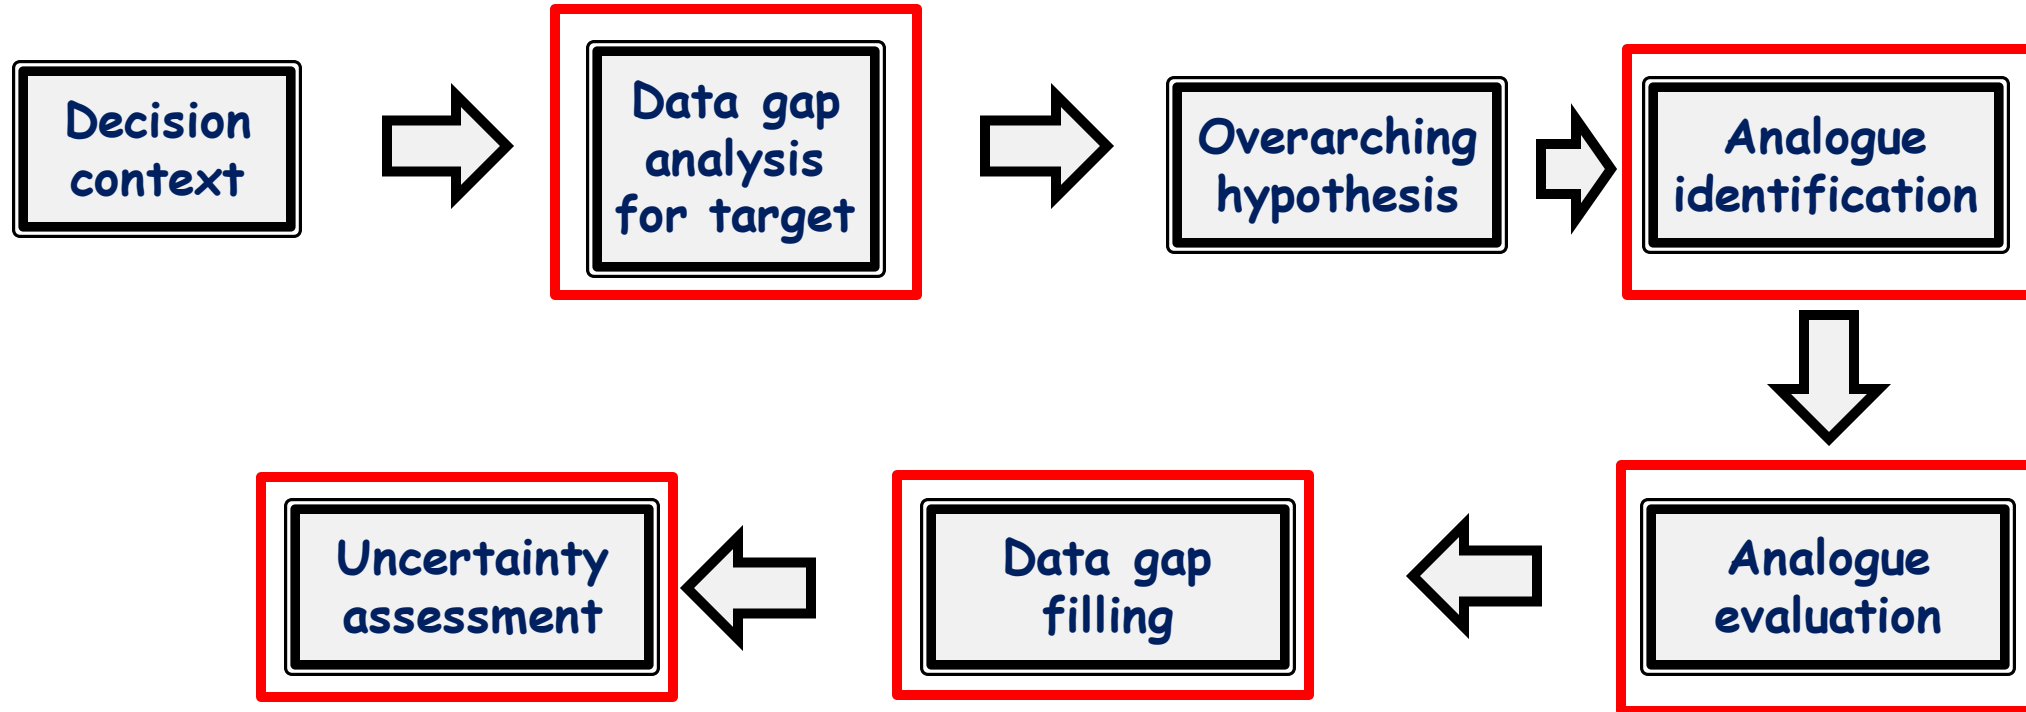 Decision
context
Data gap
analysis
for target
Overarching
hypothesis
Analogue
identification
Analogue
evaluation
Data gap
filling
Uncertainty
assessment